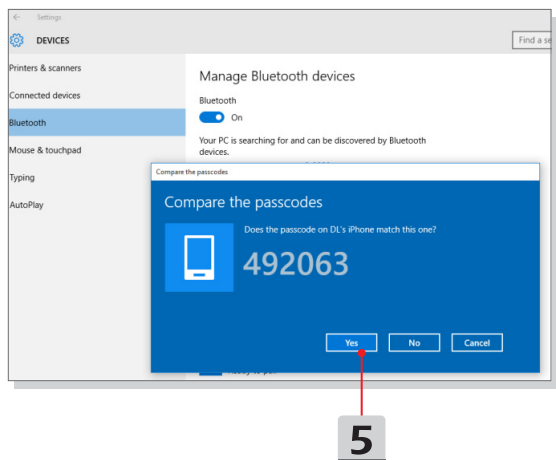 Settings
DEVICES
Find a se
Printers & scanners
Connected devices
Bluetooth
Mouse & touchpad
Typing
AutoPlay
Manage Bluetooth devices
Bluetooth
On
Your PC is searching for and can be discovered by Bluetooth
devices.
Compare the passcodes
Compare the passcodes
Does the passcode on DL's iPhone match this one?
492063
Yes No Cancel
5